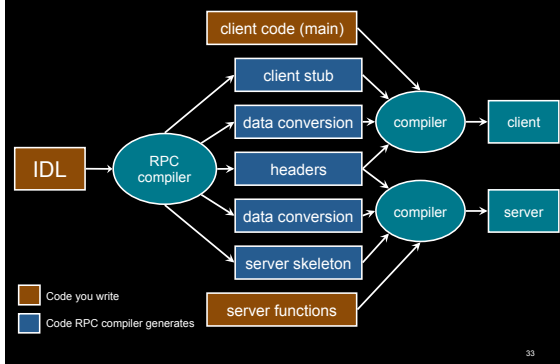 client code (main)
client stub
data conversion
compiler
client
IDL
RPC
compiler
headers
data conversion
compiler
server
server skeleton
server functions
Code you write
Code RPC compiler generates
33